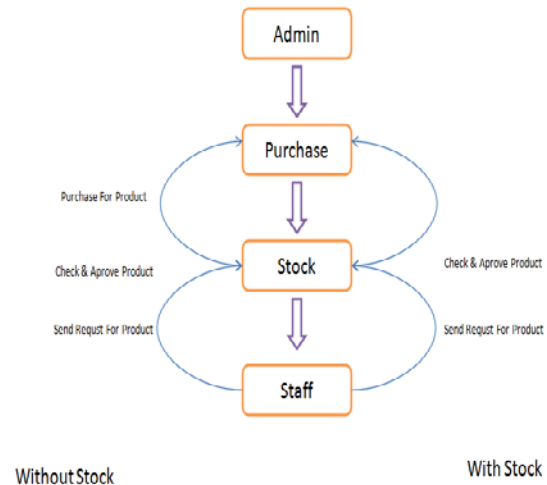 Admin
Purchase
Purchase For Product
Stock
Check & Aprove Product
Check & Aprove Product
Send Requst For Product
Send Requst For Product
Staff
Without Stock
With Stock